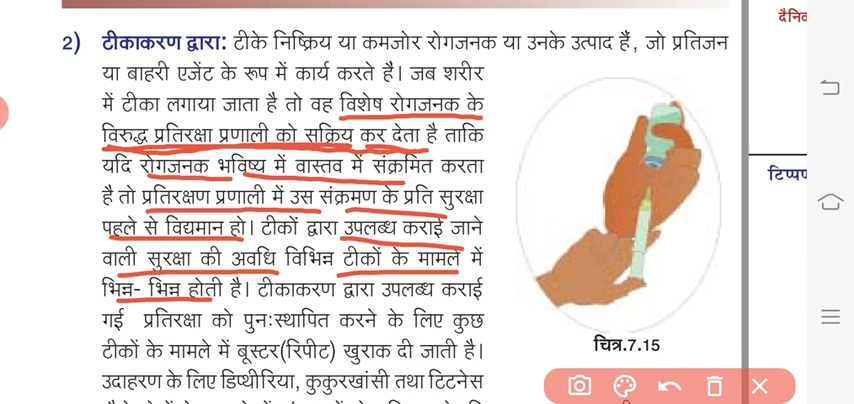 दैनिक
2) टीकाकरण द्वारा: टीके निष्क्रिय या कमजोर रोगजनक या उनके उत्पाद हैं, जो प्रतिजन
या बाहरी एजेंट के रूप में कार्य करते हैं। जब शरीर
में टीका लगाया जाता है तो वह विशेष रोगजनक के
विरुद्ध प्रतिरक्षा प्रणाली को सक्रिय कर देता है ताकि
यदि रोगजनक भविष्य में वास्तव में संक्रमित करता
है तो प्रतिरक्षण प्रणाली में उस संक्रमण के प्रति सुरक्षा
पहले से विद्यमान हो। टीकों द्वारा उपलब्ध कराई जाने
वाली सुरक्षा की अवधि विभिन्न टीकों के मामले में
भिन्न- भिन्न होती है। टीकाकरण द्वारा उपलब्ध कराई
गई प्रतिरक्षा को पुनःस्थापित करने के लिए कुछ
टीकों के मामले में बूस्टर(रिपीट) खुराक दी जाती है।
उदाहरण के लिए डिप्थीरिया, कुकुरखांसी तथा टिटनेस
चित्र.7.15
टिप्पण